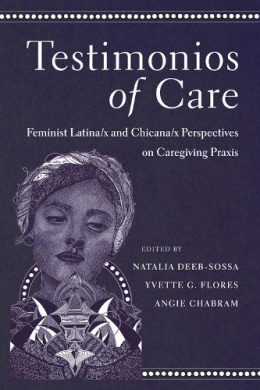 Testimonios
of Care
Feminist Latina/x and Chicana/x Perspectives
on Caregiving Praxis
EDITED BY
NATALIA DEEB-SOSSA
YVETTE G. FLORES
ANGIE CHABRAM